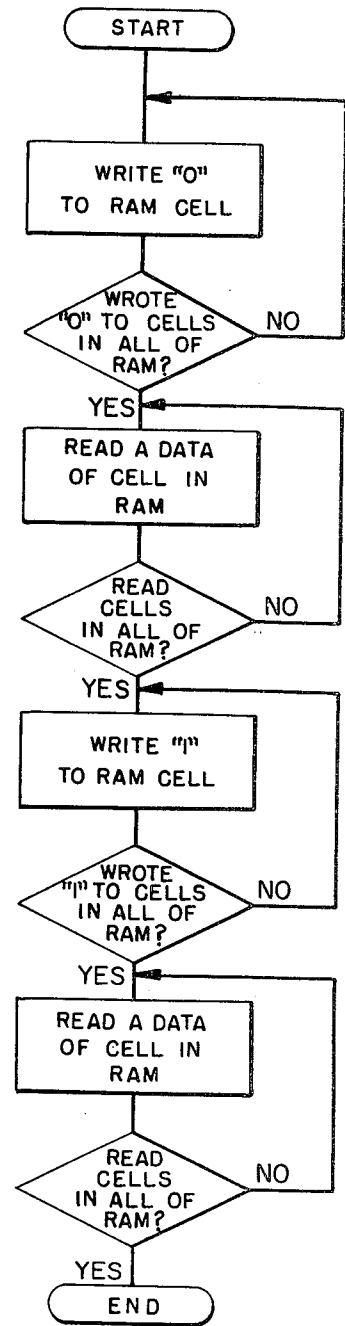 START
WRITE "0"
TO RAM CELL
WROTE
"0" TO CELLS
IN ALL OF
RAM?
NO
YES
READ A DATA
OF CELL IN
RAM
READ
CELLS
IN ALL OF
RAM?
NO
YES
WRITE "1"
TO RAM CELL
WROTE
"1" TO CELLS
IN ALL OF
RAM?
NO
YES
READ A DATA
OF CELL IN
RAM
READ
CELLS
IN ALL OF
RAM?
NO
YES
END